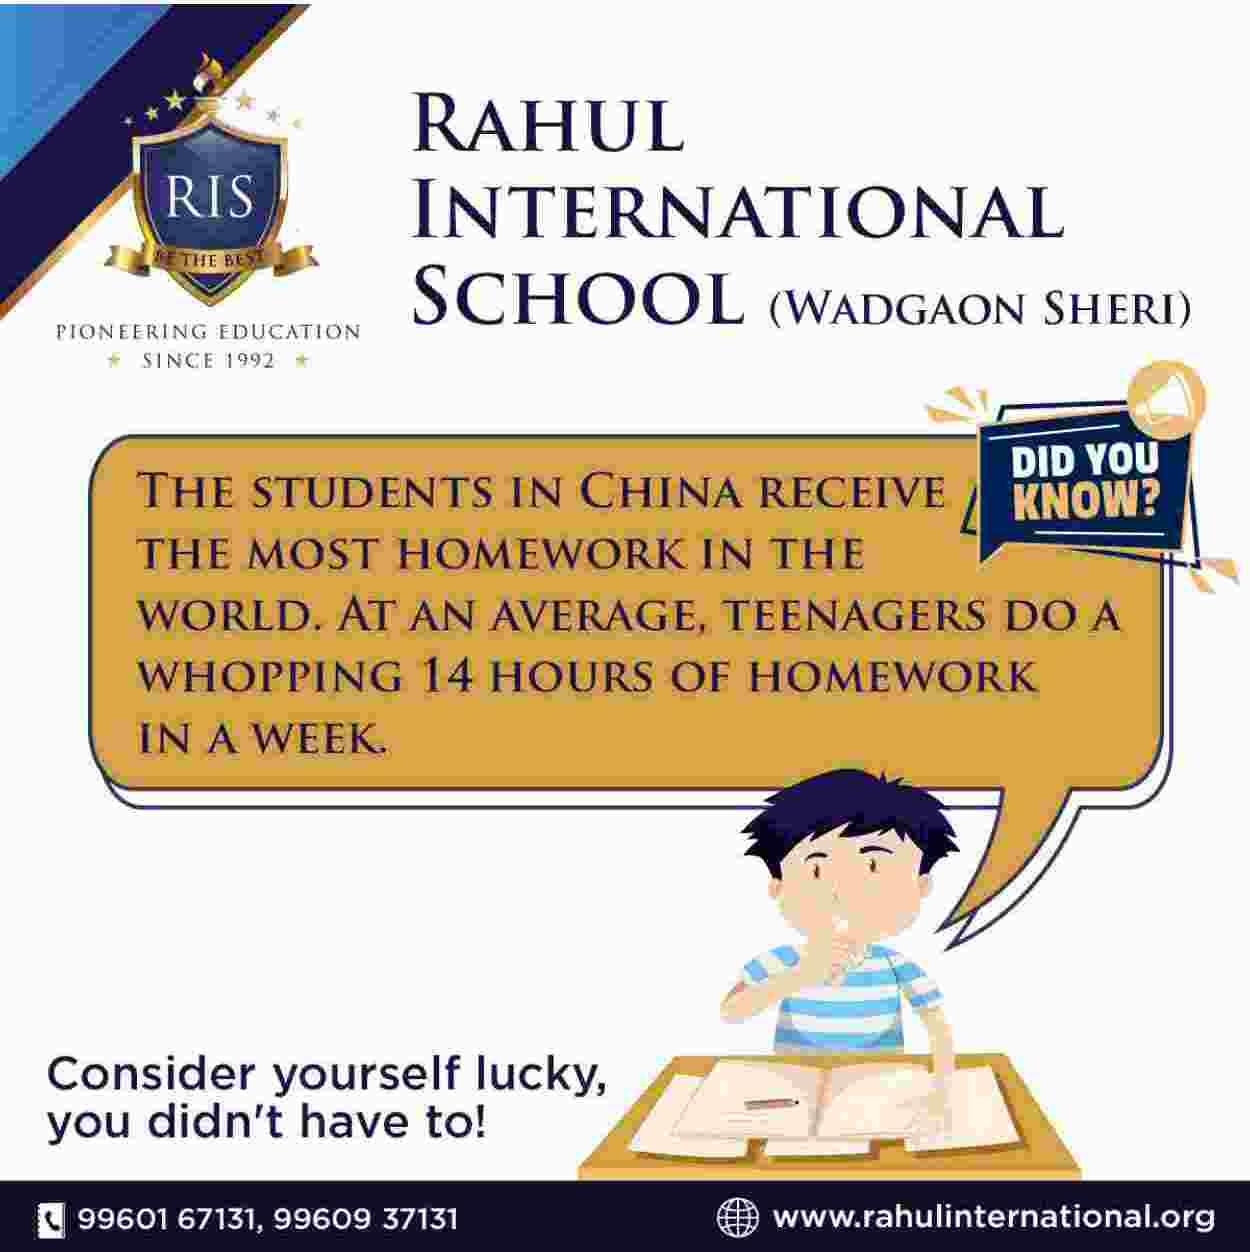 RIS
BE THE BEST
PIONEERING EDUCATION
SINCE 1992
RAHUL
INTERNATIONAL
SCHOOL (WADGAON SHERI)
DID YOU
KNOW?
THE STUDENTS IN CHINA RECEIVE
THE MOST HOMEWORK IN THE
WORLD. AT AN AVERAGE, TEENAGERS DO A
WHOPPING 14 HOURS OF HOMEWORK
IN A WEEK.
Consider yourself lucky,
you didn't have to!
99601 67131, 99609 37131
www.rahulinternational.org